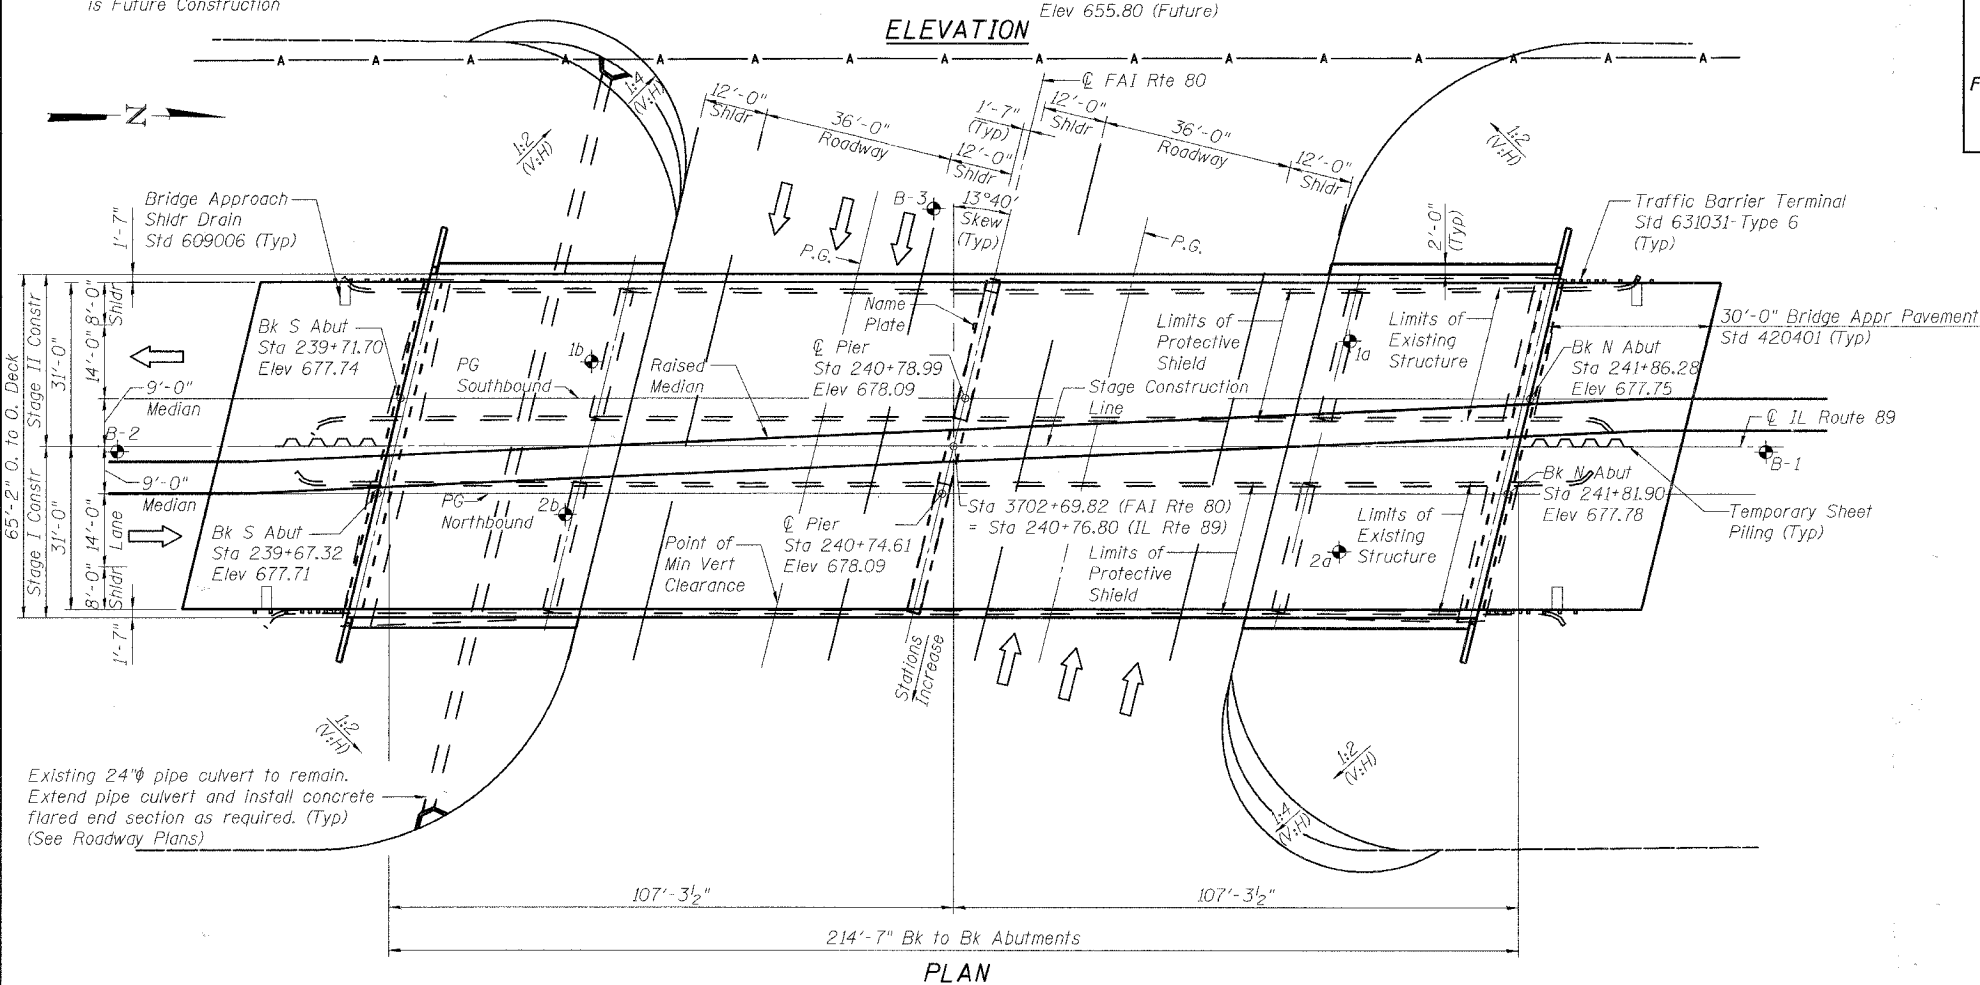 is Future Construction
Elev 655.80 (Future)
ELEVATION
A A A A A A A A A A A A A A A A
℄ FAI Rte 80
F
N
12'-0"
Shldr
36'-0"
Roadway
1'-7"
(Typ)
12'-0"
Shldr
12'-0"
Shldr
36'-0"
Roadway
12'-0"
Shldr
1:4
(V:H)
1:2
(V:H)
1:2
(V:H)
B-3
13°40'
Skew
(Typ)
P.G.
P.G.
2'-0"
(Typ)
Bridge Approach
Shldr Drain
Std 609006 (Typ)
Traffic Barrier Terminal
Std 631031-Type 6
(Typ)
1'-7"
8'-0"
Shldr
14'-0"
9'-0"
Median
31'-0"
Stage II Constr
65'-2" O. to O. Deck
Bk S Abut
Sta 239+71.70
Elev 677.74
1b
PG
Southbound
Raised
Median
Name
Plate
℄ Pier
Sta 240+78.99
Elev 678.09
Limits of
Protective
Shield
1a
Limits of
Existing
Structure
30'-0" Bridge Appr Pavement
Std 420401 (Typ)
Bk N Abut
Sta 241+86.28
Elev 677.75
Stage Construction
Line
℄ IL Route 89
B-2
B-1
9'-0"
Median
14'-0"
Lane
8'-0"
Shldr
31'-0"
Stage I Constr
1'-7"
Bk S Abut
Sta 239+67.32
Elev 677.71
PG
Northbound
2b
Point of
Min Vert
Clearance
℄ Pier
Sta 240+74.61
Elev 678.09
Sta 3702+69.82 (FAI Rte 80)
= Sta 240+76.80 (IL Rte 89)
Limits of
Protective
Shield
2a
Limits of
Existing
Structure
Bk N Abut
Sta 241+81.90
Elev 677.78
Temporary Sheet
Piling (Typ)
Stations
Increase
1:2
(V:H)
1:2
(V:H)
1:4
(V:H)
Existing 24"ϕ pipe culvert to remain.
Extend pipe culvert and install concrete
flared end section as required. (Typ)
(See Roadway Plans)
107'-3½"
107'-3½"
214'-7" Bk to Bk Abutments
PLAN